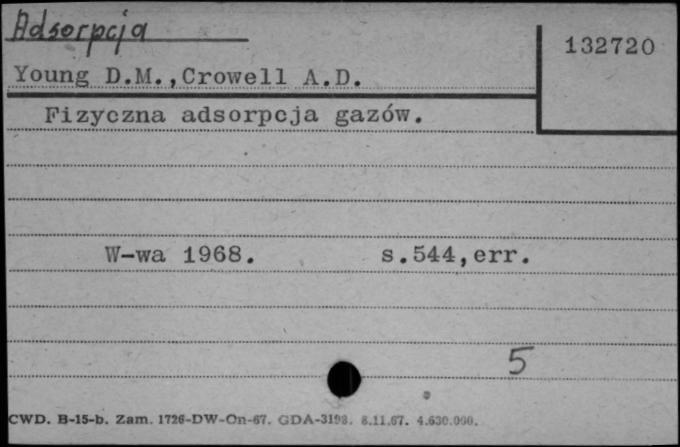 Adsorpcja
132720
Young D.M.,Crowell A.D.
Fizyczna adsorpcja gazów.
W-wa 1968. s.544,err.
5
CWD. B-15-b. Zam. 1726-DW-On-67. GDA-3198. 8.11.67. 4.630.000.